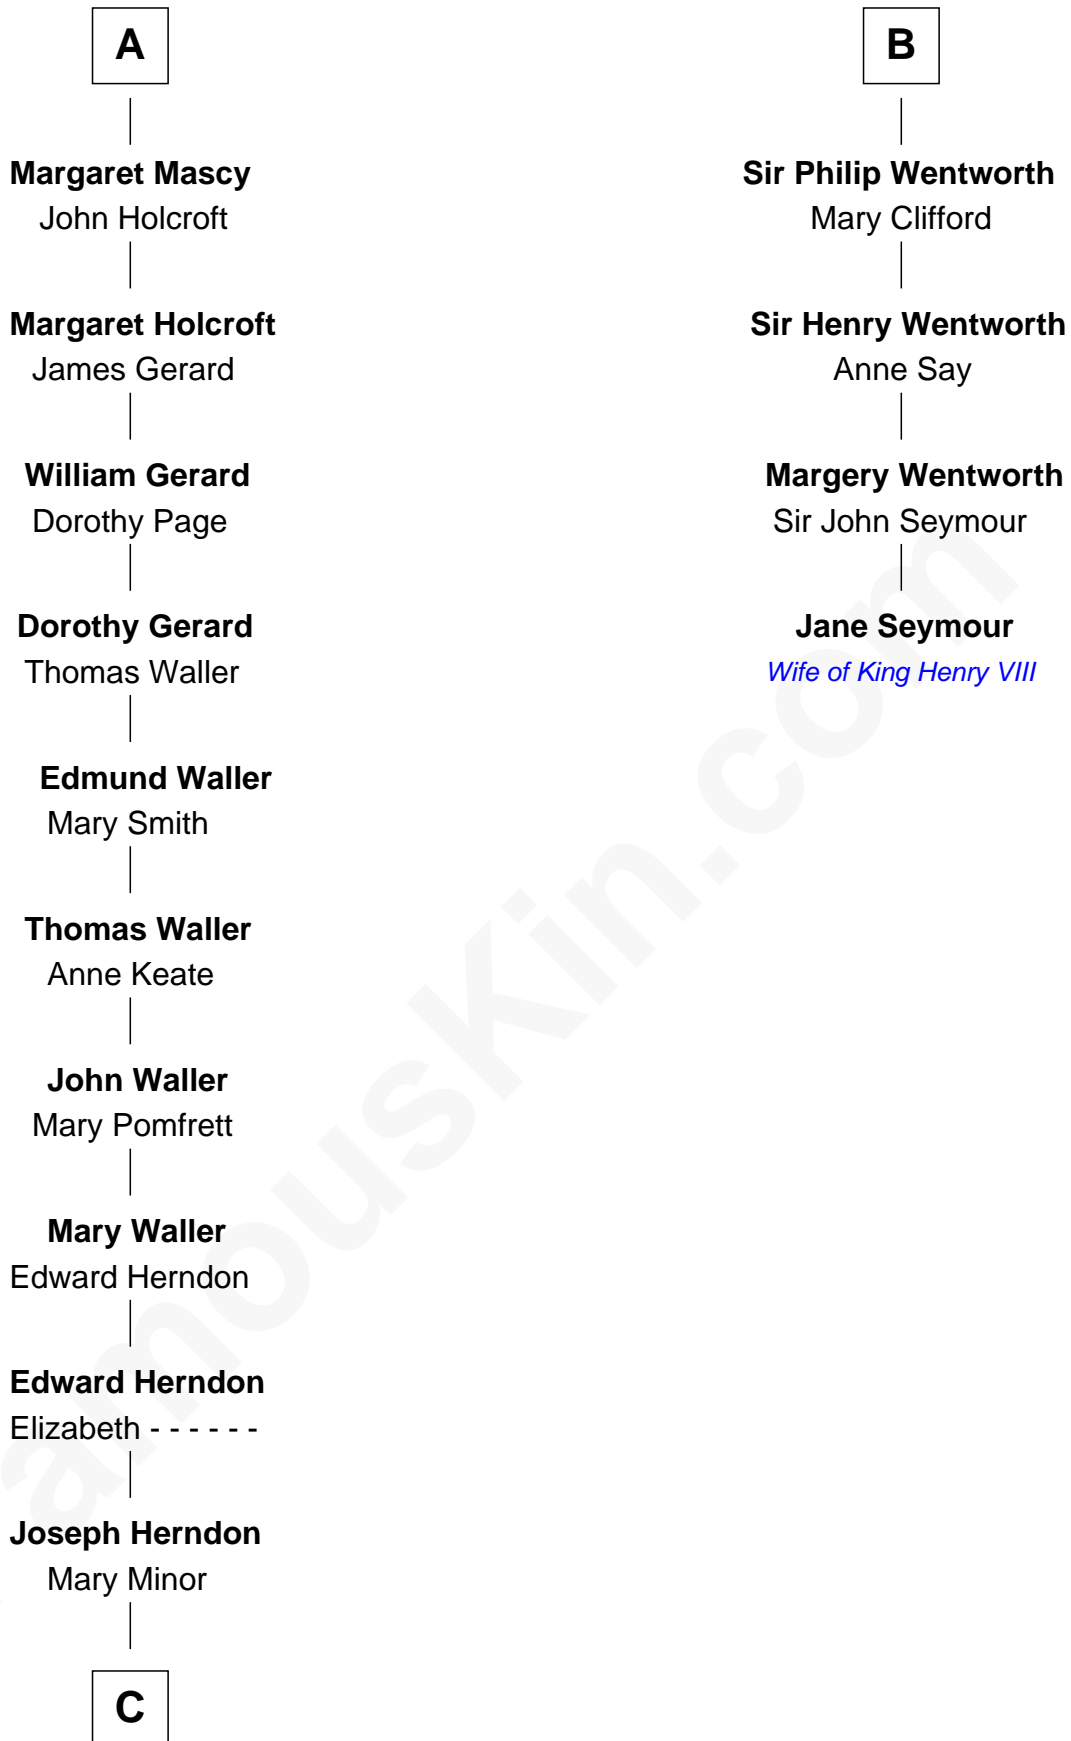 A
Margaret Mascy
John Holcroft
Margaret Holcroft
James Gerard
William Gerard
Dorothy Page
Dorothy Gerard
Thomas Waller
Edmund Waller
Mary Smith
Thomas Waller
Anne Keate
John Waller
Mary Pomfrett
Mary Waller
Edward Herndon
Edward Herndon
Elizabeth - - - - - -
Joseph Herndon
Mary Minor
C
B
Sir Philip Wentworth
Mary Clifford
Sir Henry Wentworth
Anne Say
Margery Wentworth
Sir John Seymour
Jane Seymour
Wife of King Henry VIII
amousKin.com